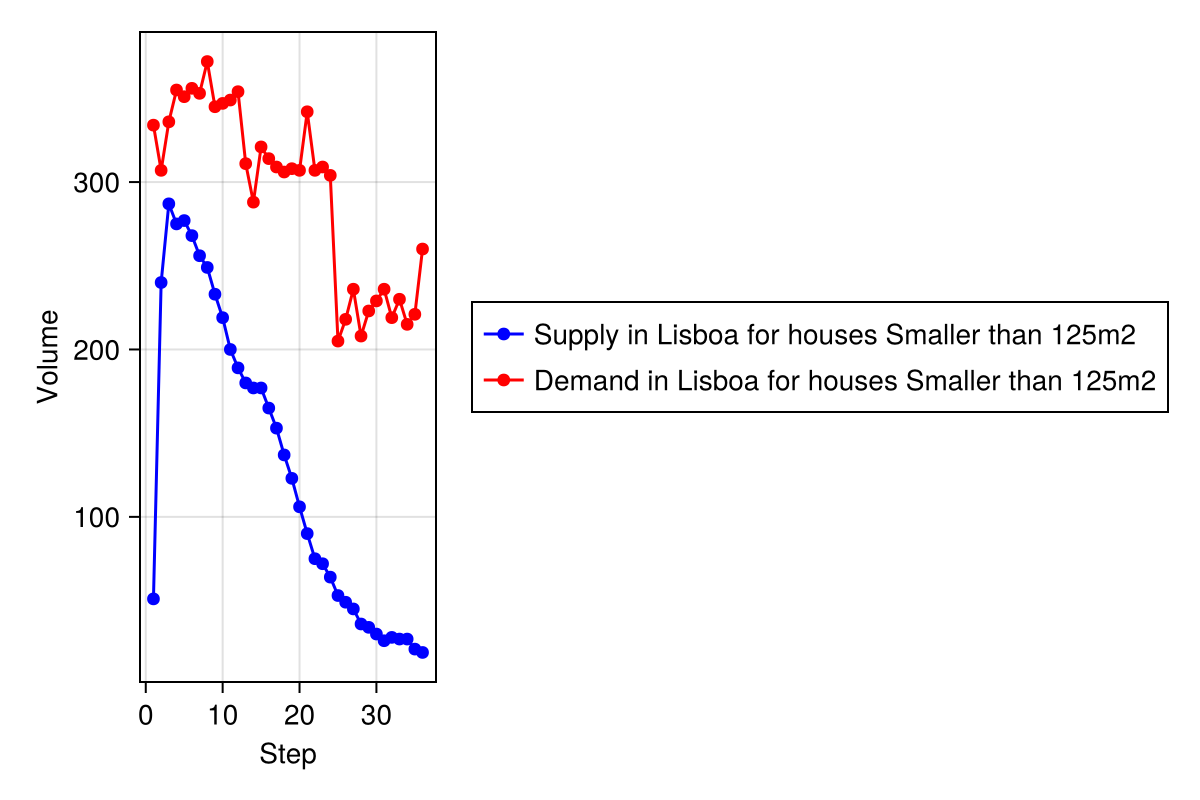 Volume
300
200
100
0 10 20 30
Step
Supply in Lisboa for houses Smaller than 125m2
Demand in Lisboa for houses Smaller than 125m2